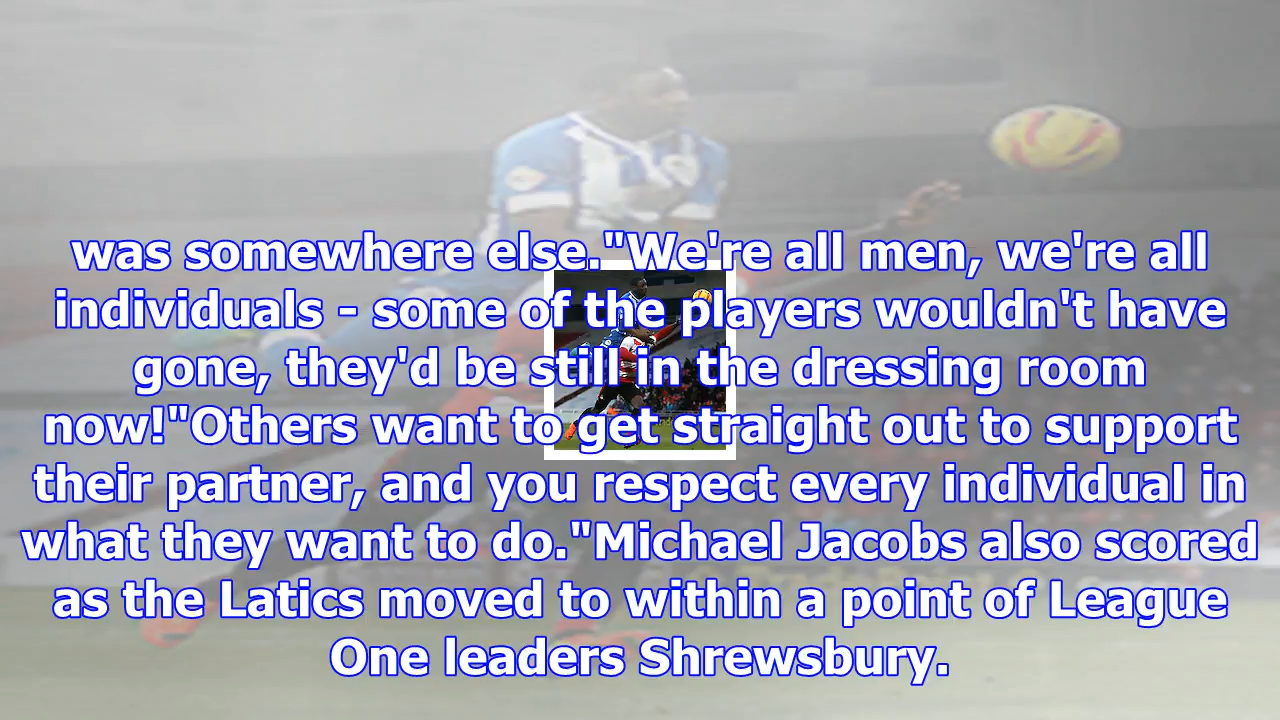 was somewhere else."We're all men, we're all
individuals - some of the players wouldn't have
gone, they'd be still in the dressing room
now!"Others want to get straight out to support
their partner, and you respect every individual in
what they want to do."Michael Jacobs also scored
as the Latics moved to within a point of League
One leaders Shrewsbury.